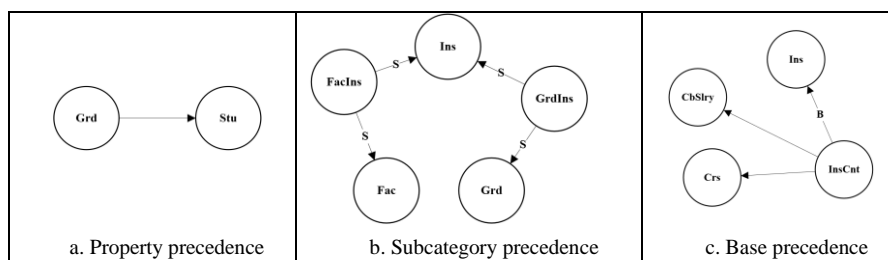 Grd
Stu
a. Property precedence
Ins
FacIns
S
S
GrdIns
S
S
Fac
Grd
b. Subcategory precedence
Ins
CbSlry
B
Crs
InsCnt
c. Base precedence